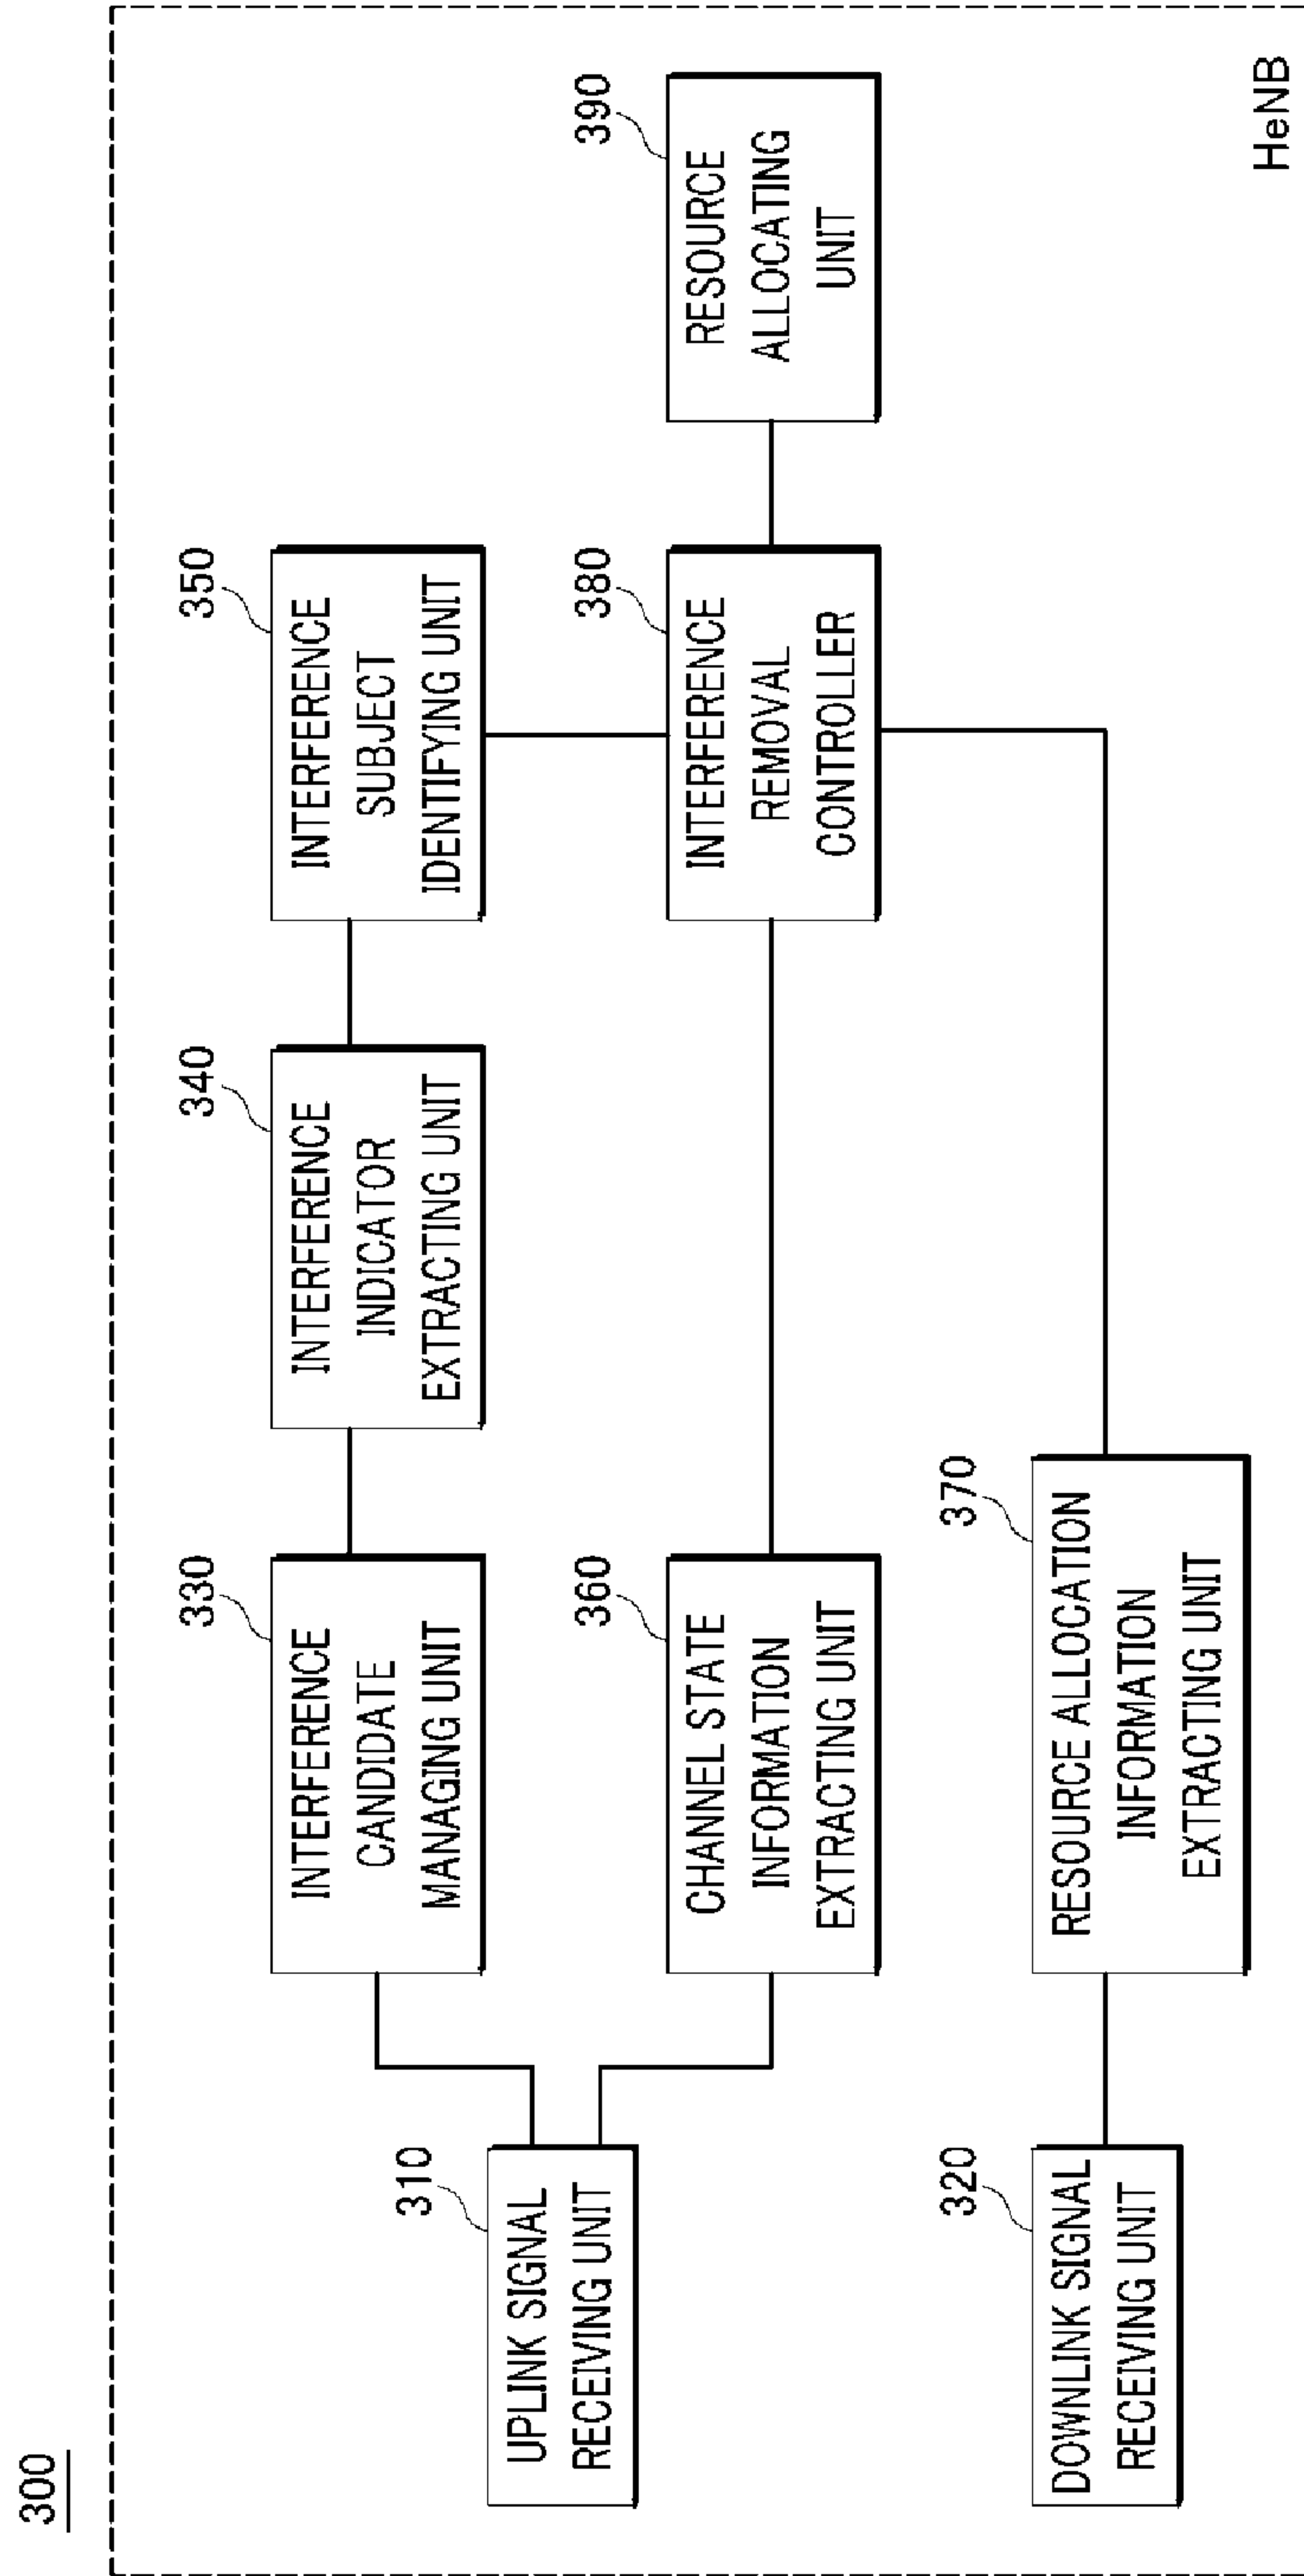 300
310
UPLINK SIGNAL
RECEIVING UNIT
320
DOWNLINK SIGNAL
RECEIVING UNIT
330
INTERFERENCE
CANDIDATE
MANAGING UNIT
340
INTERFERENCE
INDICATOR
EXTRACTING UNIT
350
INTERFERENCE
SUBJECT
IDENTIFYING UNIT
360
CHANNEL STATE
INFORMATION
EXTRACTING UNIT
370
RESOURCE ALLOCATION
INFORMATION
EXTRACTING UNIT
380
INTERFERENCE
REMOVAL
CONTROLLER
390
RESOURCE
ALLOCATING
UNIT
HeNB